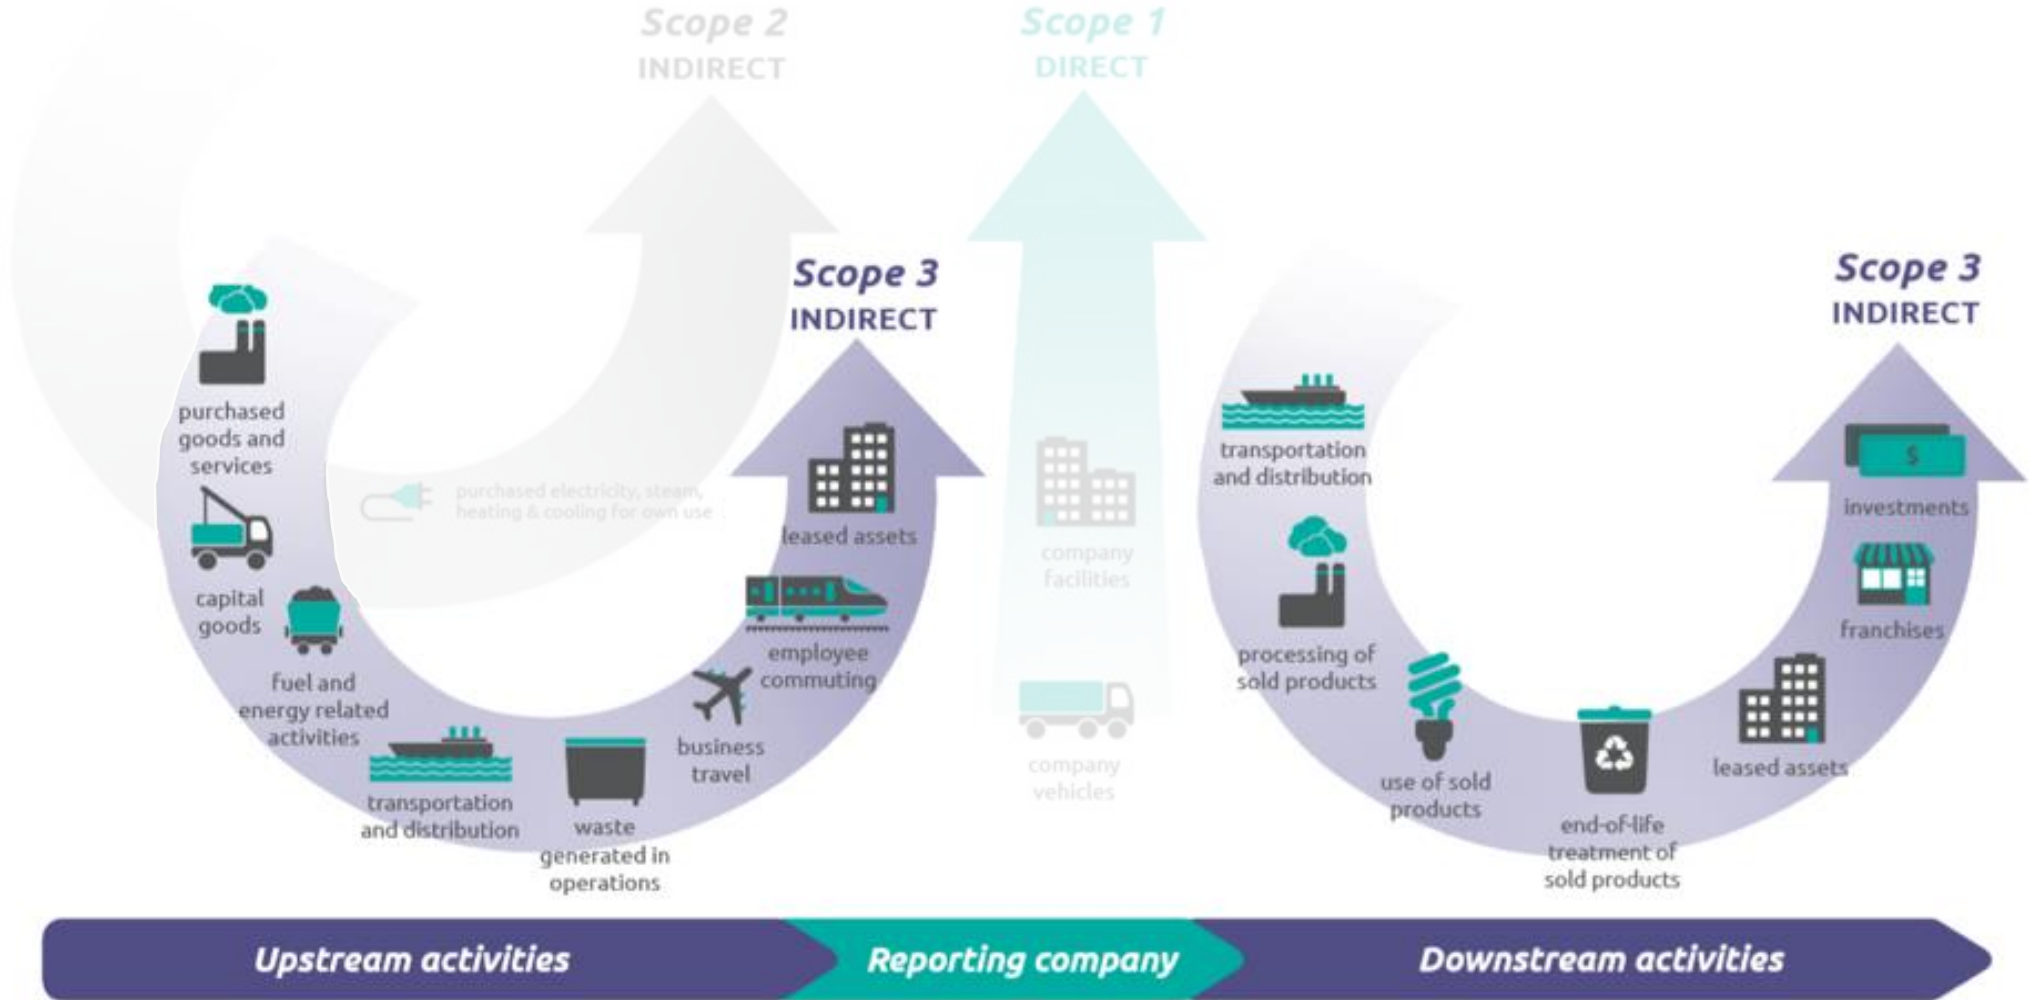 Scope 2
INDIRECT
Scope 1
DIRECT
Scope 3
INDIRECT
Scope 3
INDIRECT
purchased
goods and
services
capital
goods
fuel and
energy related
activities
transportation
and distribution
waste
generated in
operations
business
travel
employee
commuting
leased assets
purchased electricity, steam,
heating & cooling for own use
company
facilities
company
vehicles
transportation
and distribution
processing of
sold products
use of sold
products
end-of-life
treatment of
sold products
leased assets
franchises
investments
$
Upstream activities
Reporting company
Downstream activities